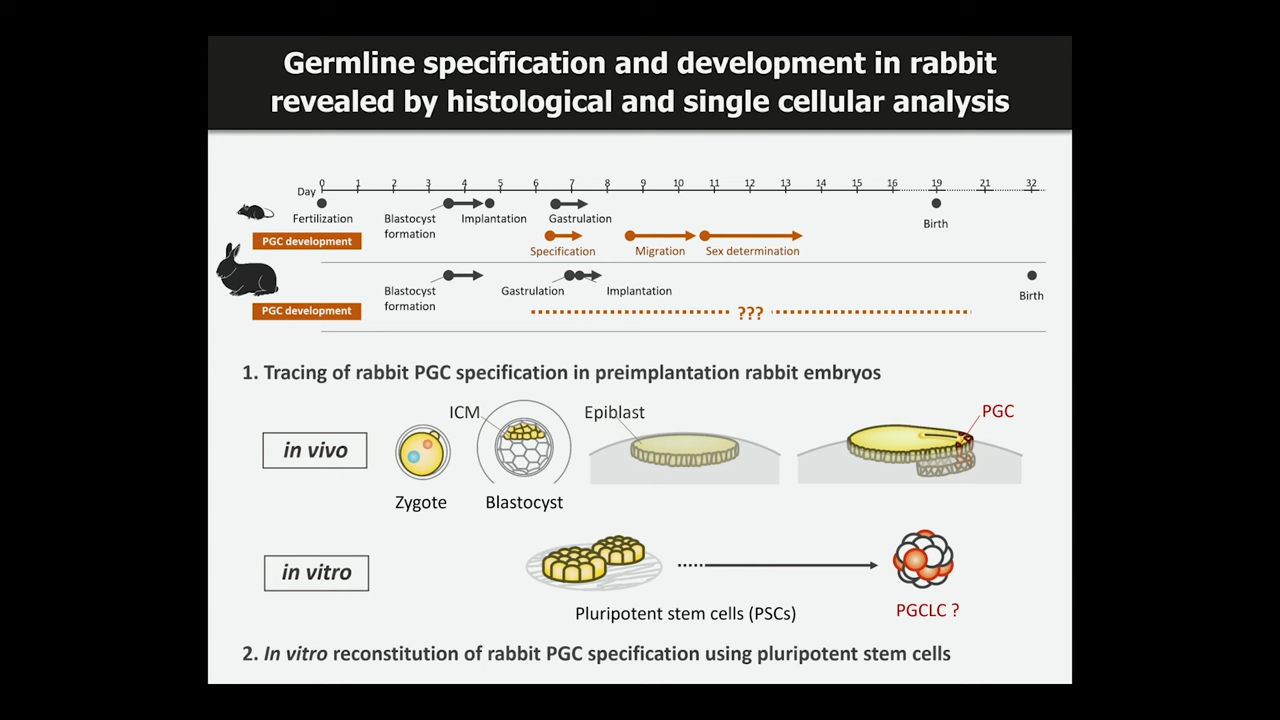 Germline specification and development in rabbit
revealed by histological and single cellular analysis
Day 0 1 2 3 4 5 6 7 8 9 10 11 12 13 14 15 16 19 21 32
Fertilization
Blastocyst
formation
Implantation
Gastrulation
Birth
PGC development
Specification
Migration
Sex determination
Blastocyst
formation
Gastrulation
Implantation
Birth
PGC development
???
1. Tracing of rabbit PGC specification in preimplantation rabbit embryos
ICM
Epiblast
PGC
in vivo
Zygote
Blastocyst
in vitro
Pluripotent stem cells (PSCs)
PGCLC ?
2. In vitro reconstitution of rabbit PGC specification using pluripotent stem cells